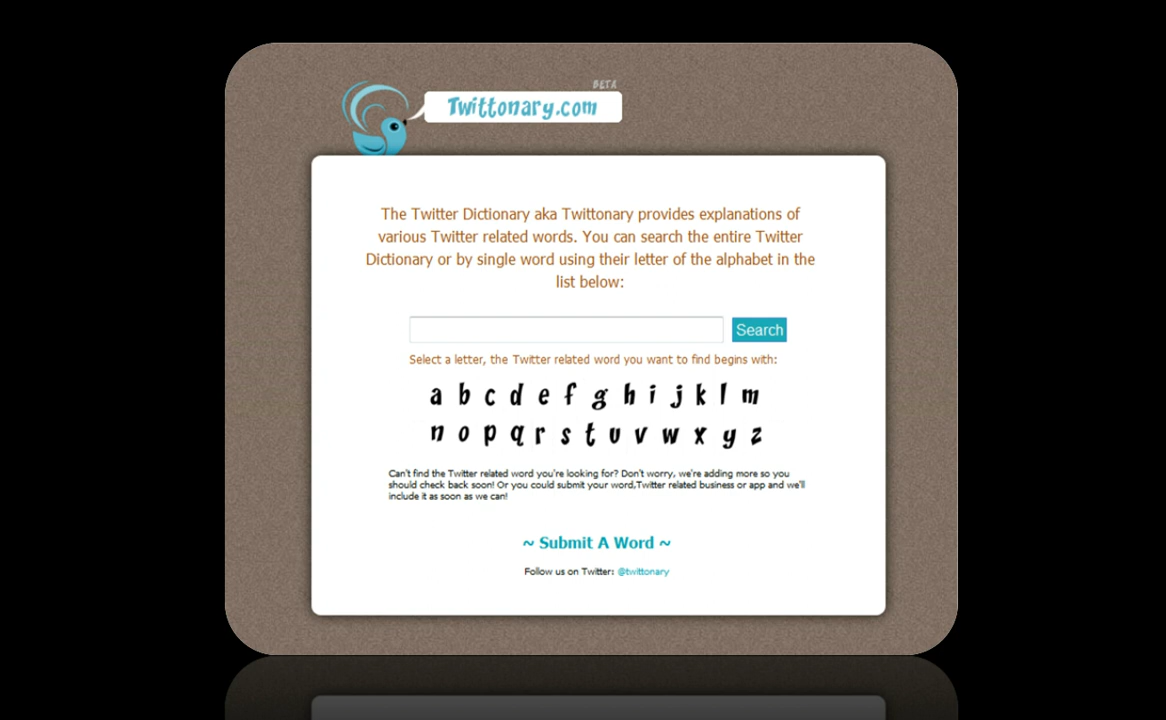 BETA
Twittonary.com
The Twitter Dictionary aka Twittonary provides explanations of
various Twitter related words. You can search the entire Twitter
Dictionary or by single word using their letter of the alphabet in the
list below:
Search
Select a letter, the Twitter related word you want to find begins with:
a b c d e f g h i j k l m
n o p q r s t u v w x y z
Can't find the Twitter related word you're looking for? Don't worry, we're adding more so you
should check back soon! Or you could submit your word,Twitter related business or app and we'll
include it as soon as we can!
~ Submit A Word ~
Follow us on Twitter: @twittonary